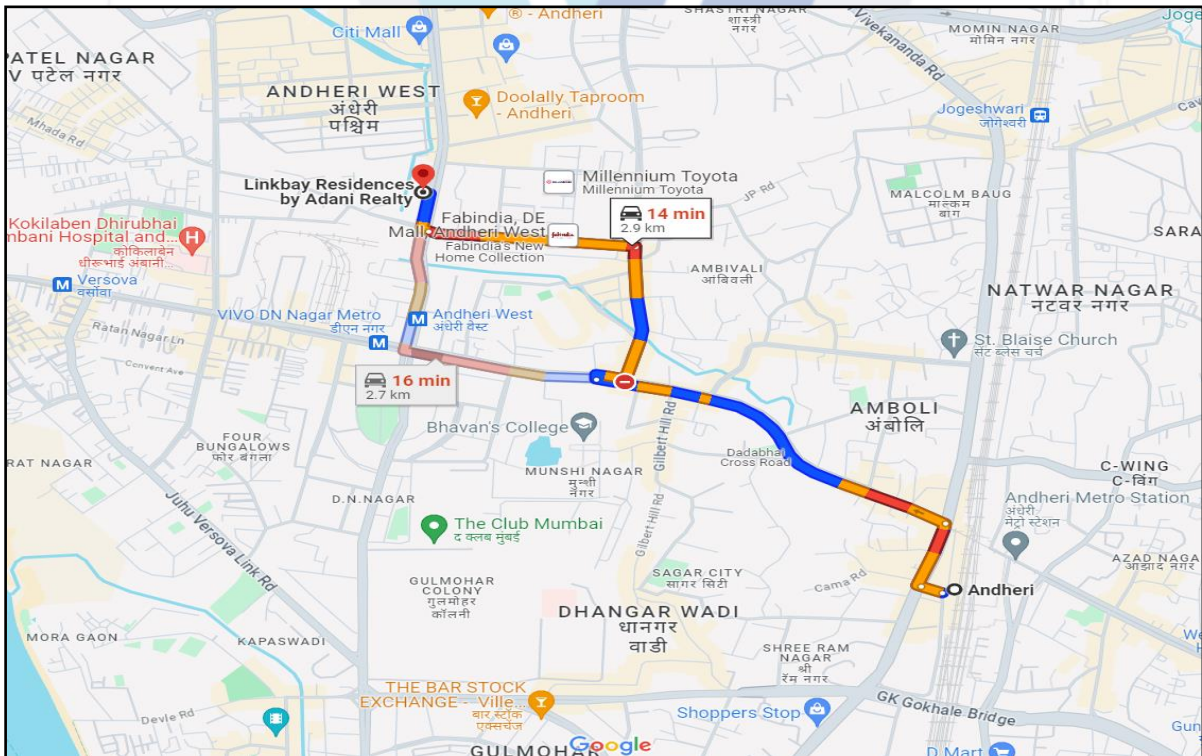 ® - Andheri
Citi Mall
SHASTRI NAGAR
शास्त्री
नगर
Vivekananda Rd
MOMIN NAGAR
मोमिन नगर
PATEL NAGAR
V पटेल नगर
ANDHERI WEST
अंधेरी
पश्चिम
Doolally Taproom
- Andheri
Jogeshwari
जोगेश्वरी
Mhada Rd
Linkbay Residences
by Adani Realty
Millennium Toyota
Millennium Toyota
JP Rd
MALCOLM BAUG
माल्कम
बाग
14 min
2.9 km
Kokilaben Dhirubhai
mbani Hospital and...
कोकिलाबेन
धीरूभाई अंबानी...
Fabindia, DE
Mall, Andheri West
Fabindia's New
Home Collection
SARA
AMBIVALI
आंबिवली
M Versova
वर्सोवा
NATWAR NAGAR
नटवर नगर
VIVO DN Nagar Metro
डीएन नगर
M
M Andheri West
अंधेरी वेस्ट
Ratan Nagar Ln
St. Blaise Church
सेंट ब्लेस चर्च
Convent Ave
16 min
2.7 km
AMBOLI
अंबोलि
Bhavan's College
Gilbert Hill Rd
FOUR
BUNGALOWS
फोर बंगला
Dadabhai
Cross Road
RAT NAGAR
MUNSHI NAGAR
मुन्शी
नगर
C-WING
C-विंग
D.N.NAGAR
Juhu Versova Link Rd
Andheri Metro Station
अंधेरी
मेट्रो स्टेशन
The Club Mumbai
द क्लब मुंबई
Gilbert Hill Rd
AZAD NAGA
आझाद नगर
SAGAR CITY
सागर सिटी
Cama Rd
Andheri
GULMOHAR
COLONY
गुलमोहर
कॉलनी
DHANGAR WADI
धानगर
वाडी
MORA GAON
KAPASWADI
SHREE RAM
NAGAR
श्री
रॅम नगर
THE BAR STOCK
EXCHANGE - Ville...
बार स्टॉक
एक्सचेंज
GK Gokhale Bridge
Devle Rd
Shoppers Stop
Gun
Google
GULMOHAR
D Mart